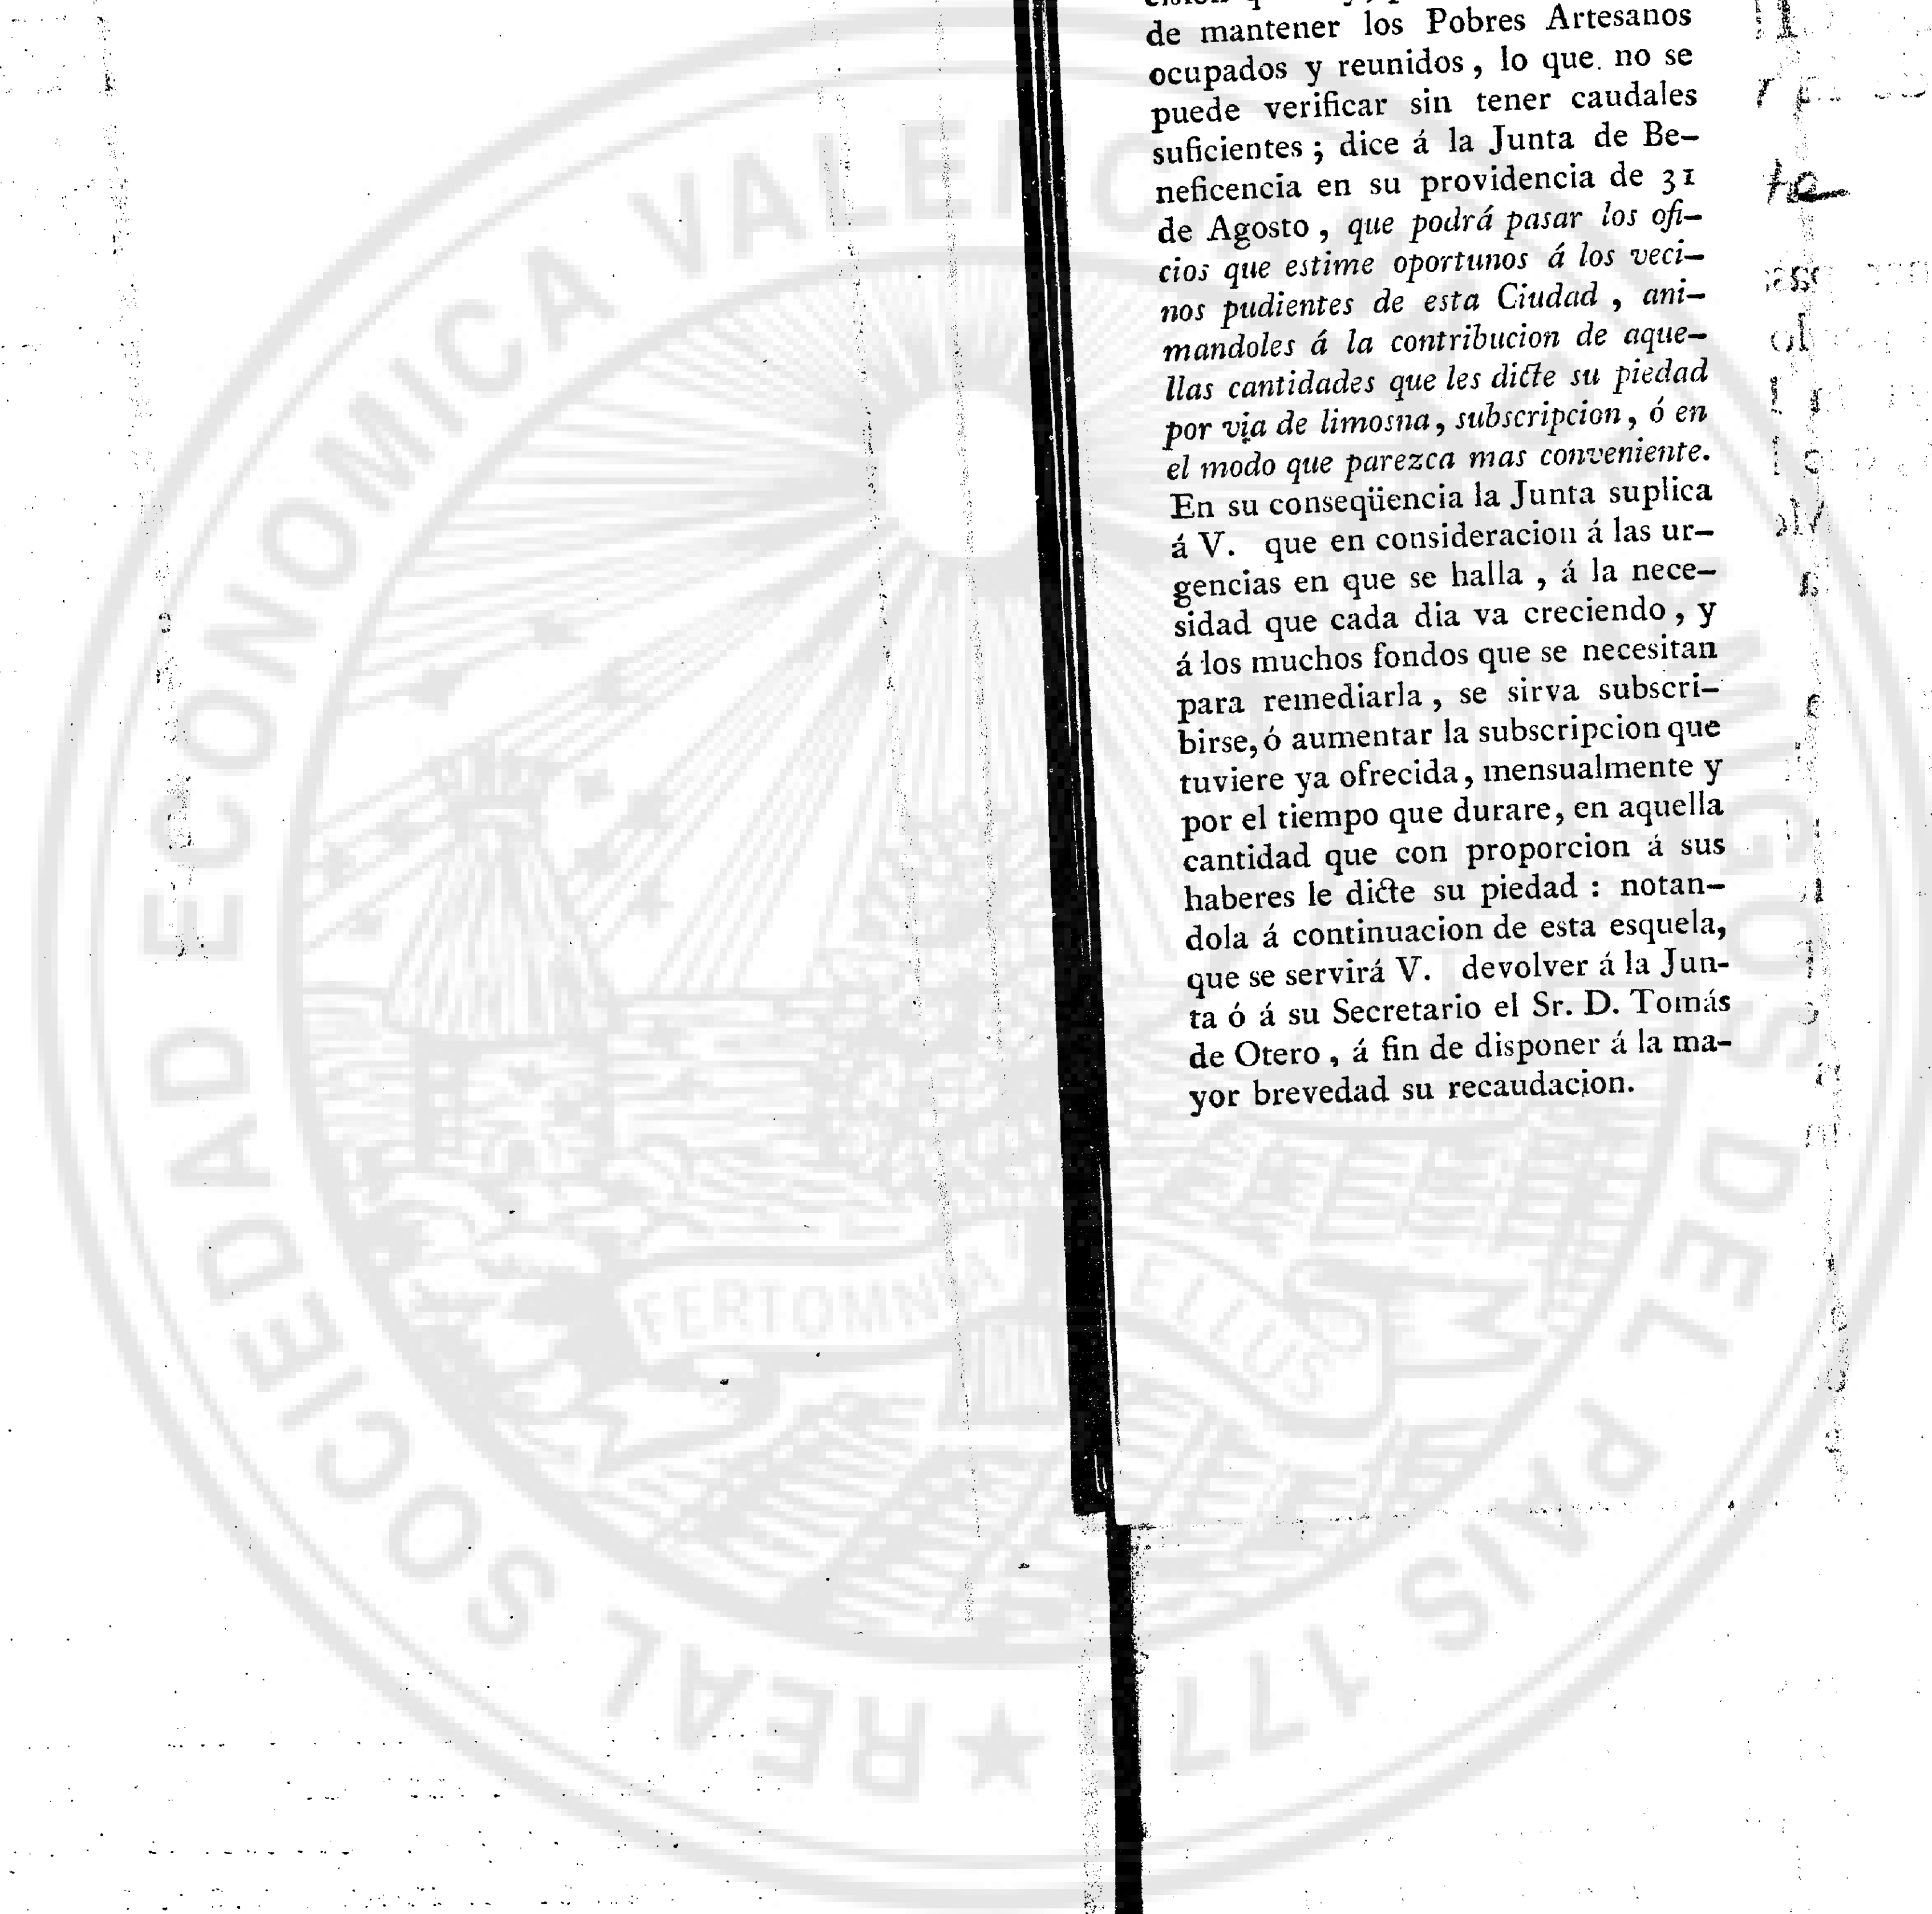 de mantener los Pobres Artesanos
ocupados y reunidos, lo que no se
puede verificar sin tener caudales
suficientes; dice á la Junta de Be-
neficencia en su providencia de 31
de Agosto, que podrá pasar los ofi-
cios que estime oportunos á los veci-
nos pudientes de esta Ciudad, ani-
mandoles á la contribucion de aque-
llas cantidades que les dicte su piedad
por via de limosna, subscripcion, ó en
el modo que parezca mas conveniente.
En su conseqüencia la Junta suplica
á V. que en consideracion á las ur-
gencias en que se halla, á la nece-
sidad que cada dia va creciendo, y
á los muchos fondos que se necesitan
para remediarla, se sirva subscri-
birse, ó aumentar la subscripcion que
tuviere ya ofrecida, mensualmente y
por el tiempo que durare, en aquella
cantidad que con proporcion á sus
haberes le dicte su piedad: notan-
dola á continuacion de esta esquela,
que se servirá V. devolver á la Jun-
ta ó á su Secretario el Sr. D. Tomás
de Otero, á fin de disponer á la ma-
yor brevedad su recaudacion.
te
REAL SOCIEDAD ECONOMICA VALENCIANA DE AMIGOS DEL PAIS 1776
FERT OMNIA TELLUS